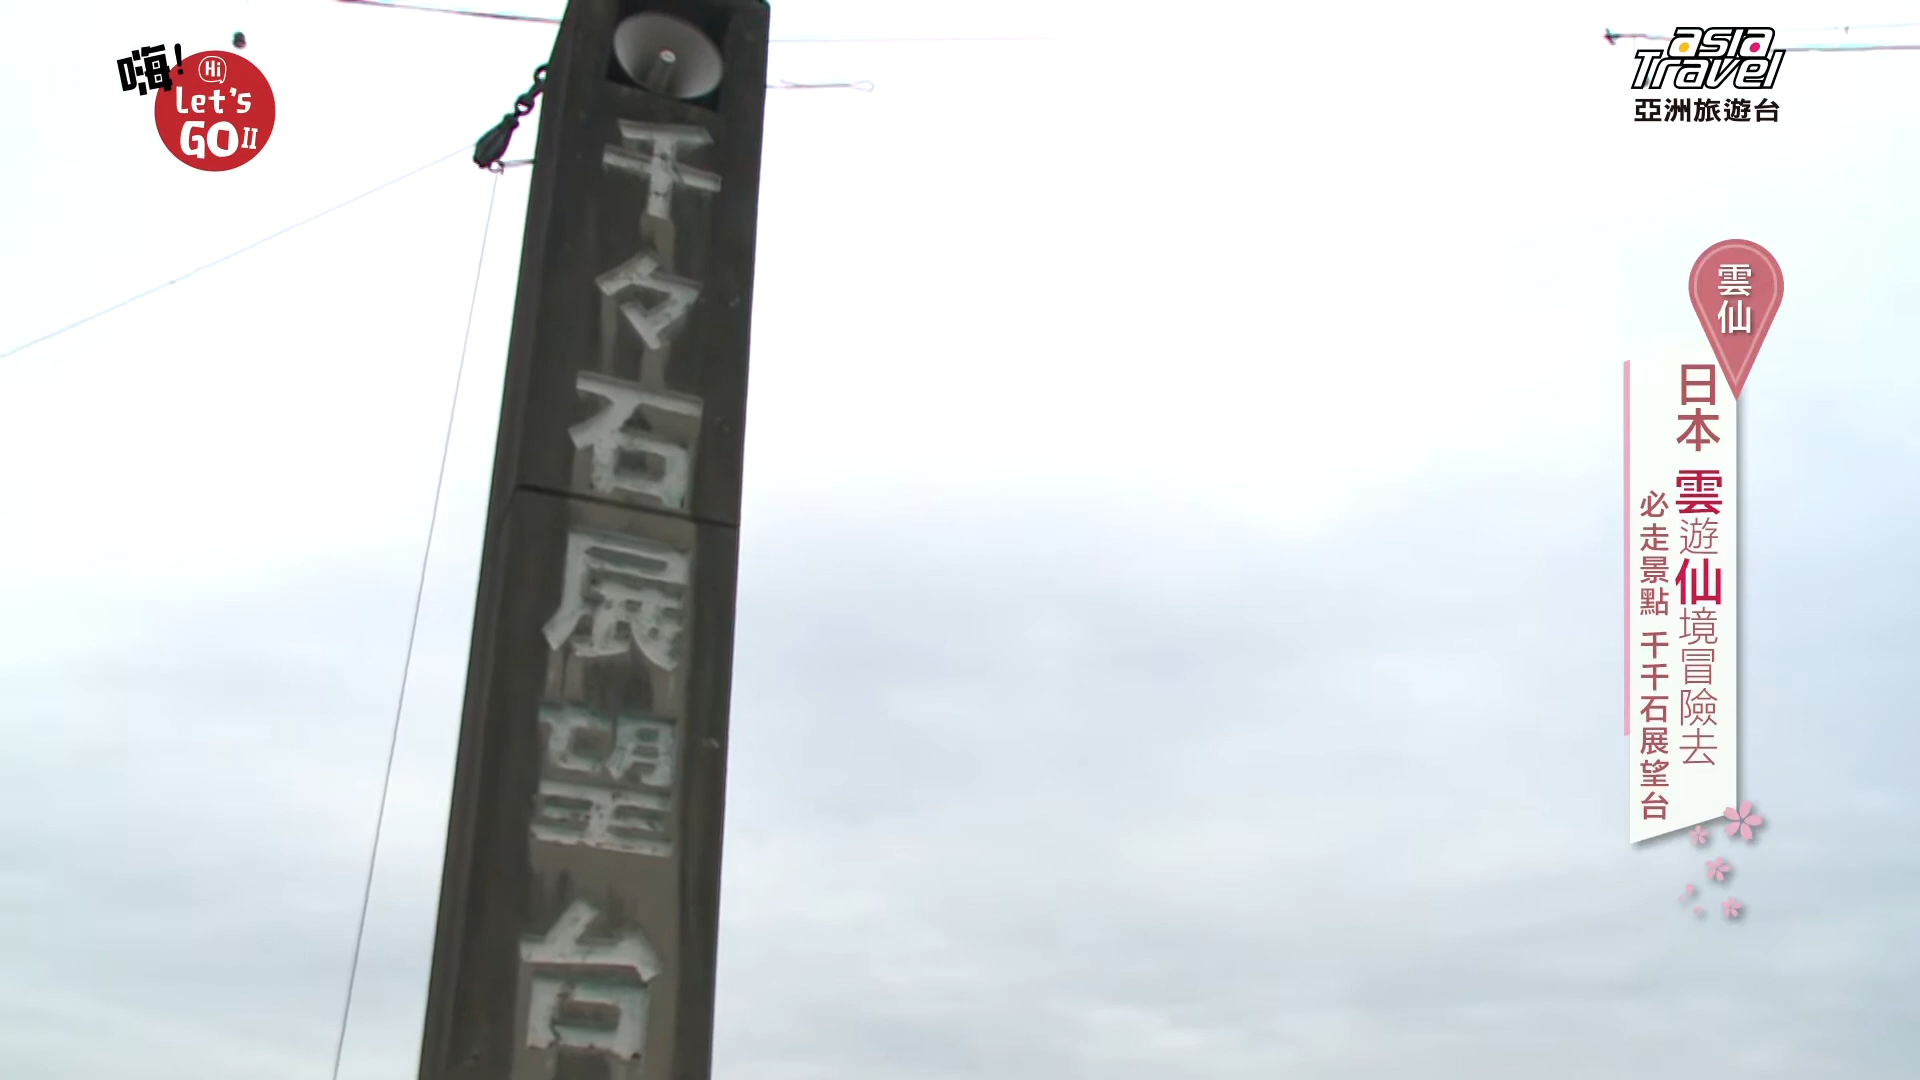 嗨!
Hi
Let's
GO II
千々石展望台
asia
Travel
亞洲旅遊台
雲仙
日本 雲遊仙境冒險去
必走景點 千千石展望台